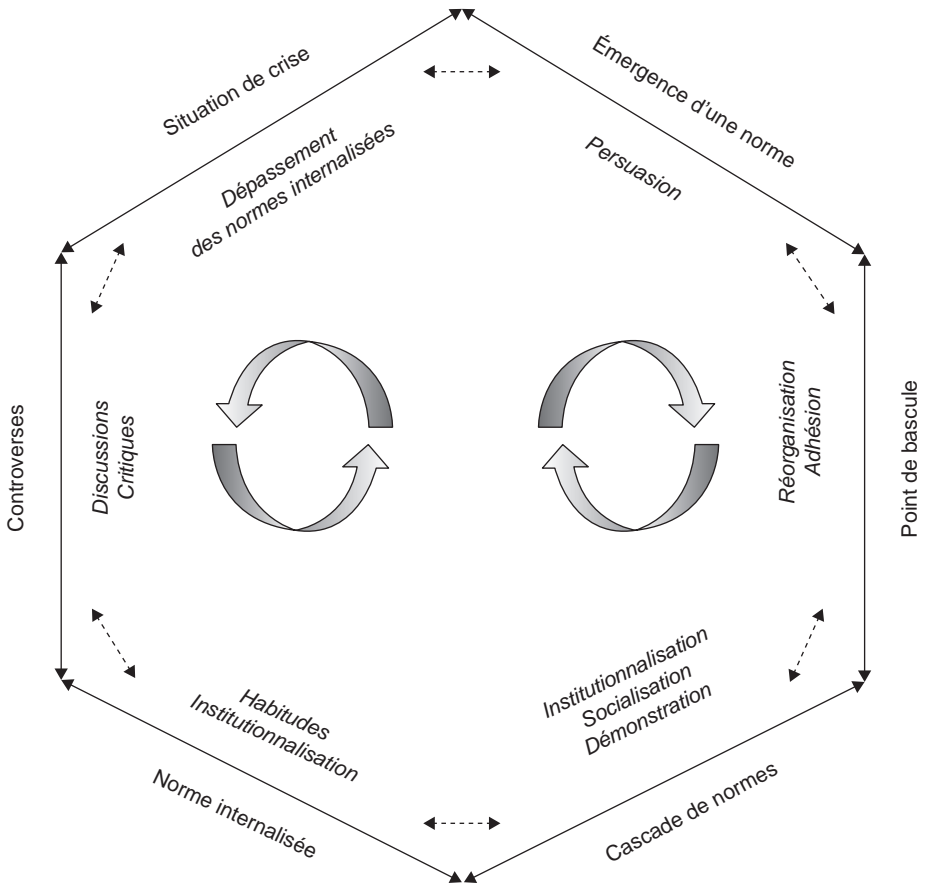 Situation de crise
Émergence d'une norme
Dépassement
des normes internalisées
Persuasion
Controverses
Discussions
Critiques
Réorganisation
Adhésion
Point de bascule
Habitudes
Institutionnalisation
Institutionnalisation
Socialisation
Démonstration
Norme internalisée
Cascade de normes